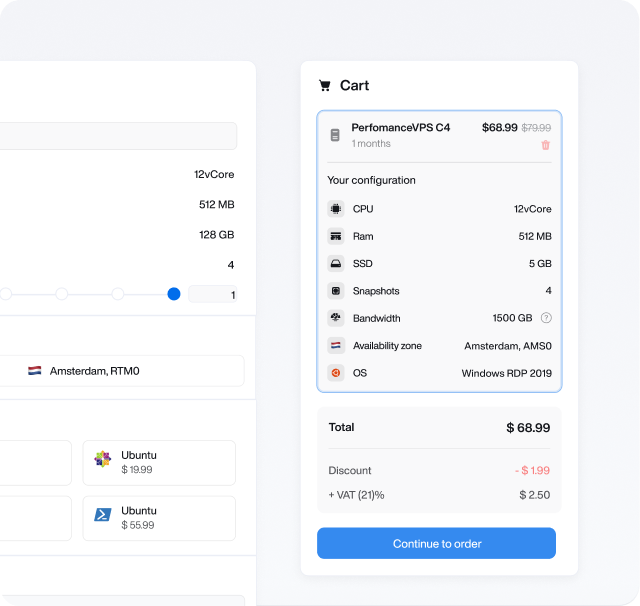 12vCore
512 MB
128 GB
4
1
Amsterdam, RTM0
Ubuntu
$ 19.99
Ubuntu
$ 55.99
Cart
PerfomanceVPS C4 $68.99 $79.99
1 months
Your configuration
CPU 12vCore
Ram 512 MB
SSD 5 GB
Snapshots 4
Bandwidth 1500 GB ?
Availability zone Amsterdam, AMS0
OS Windows RDP 2019
Total $ 68.99
Discount - $ 1.99
+ VAT (21)% $ 2.50
Continue to order